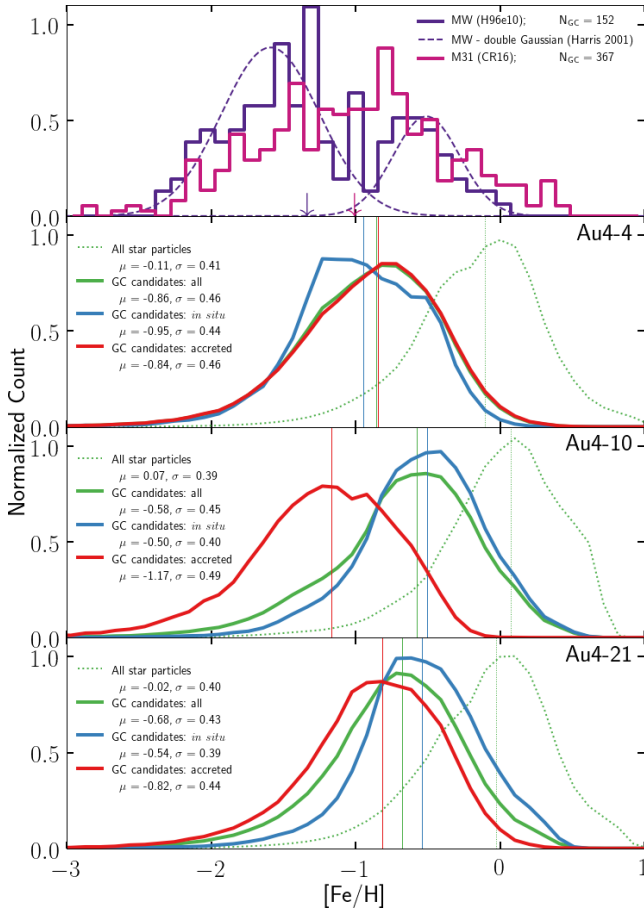 MW (H96e10); N_GC = 152
MW - double Gaussian (Harris 2001)
M31 (CR16); N_GC = 367
1.0
0.5
0.0
Au4-4
All star particles
μ = -0.11, σ = 0.41
GC candidates: all
μ = -0.86, σ = 0.46
GC candidates: in situ
μ = -0.95, σ = 0.44
GC candidates: accreted
μ = -0.84, σ = 0.46
1.0
0.5
0.0
Au4-10
All star particles
μ = 0.07, σ = 0.39
GC candidates: all
μ = -0.58, σ = 0.45
GC candidates: in situ
μ = -0.50, σ = 0.40
GC candidates: accreted
μ = -1.17, σ = 0.49
1.0
0.5
0.0
Au4-21
All star particles
μ = -0.02, σ = 0.40
GC candidates: all
μ = -0.68, σ = 0.43
GC candidates: in situ
μ = -0.54, σ = 0.39
GC candidates: accreted
μ = -0.82, σ = 0.44
1.0
0.5
0.0
Normalized Count
−3 −2 −1 0 1
[Fe/H]